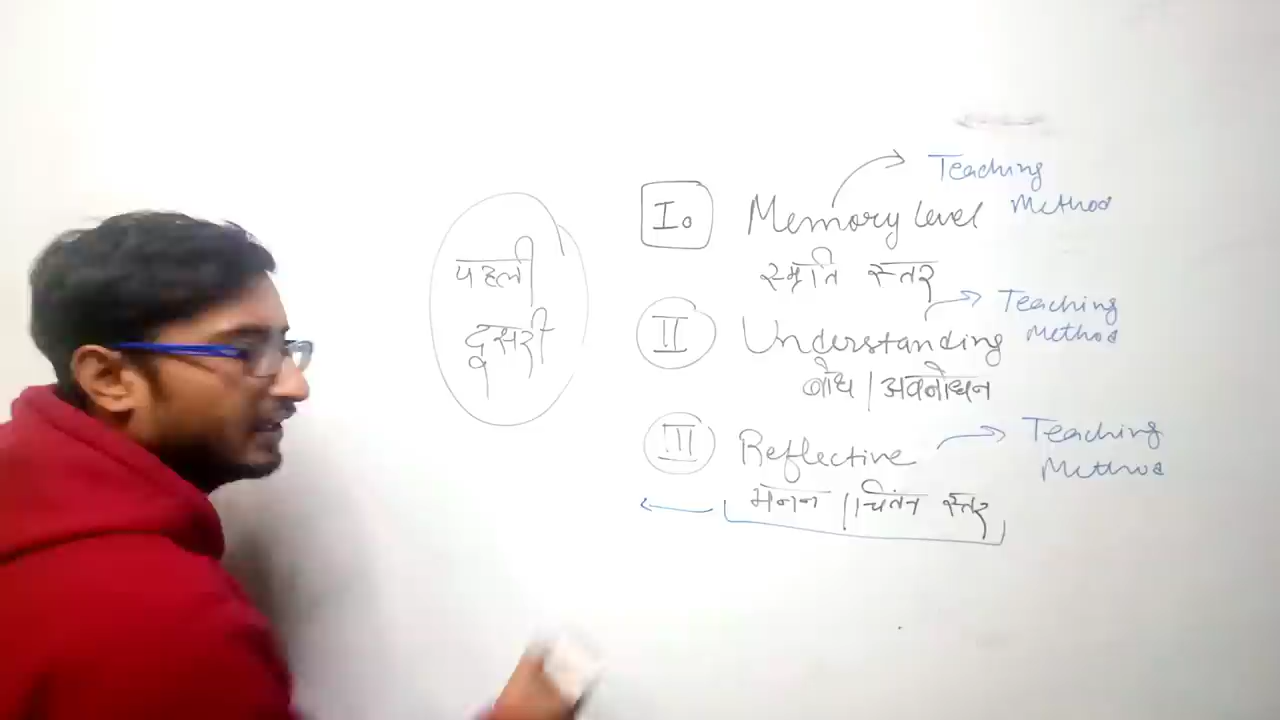 पहली
दूसरी
I. Memory level
Teaching
Method
स्मृति स्तर
II Understanding
Teaching
Method
बोध | अवबोधन
III Reflective
Teaching
Method
मनन | चिंतन स्तर